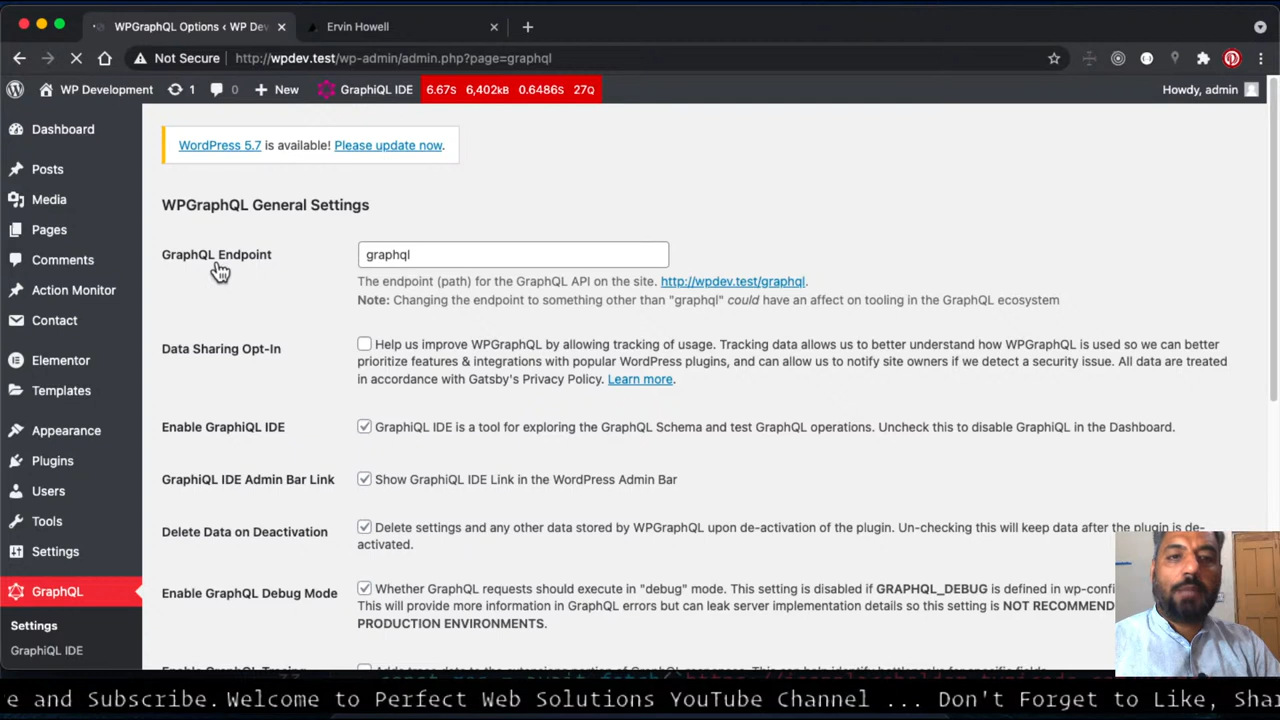 WPGraphQL Options ‹ WP Dev
Ervin Howell
Not Secure
http://wpdev.test/wp-admin/admin.php?page=graphql
WP Development
1
0
New
GraphiQL IDE
6.67S 6,402kB 0.6486S 27Q
Howdy, admin
Dashboard
Posts
Media
Pages
Comments
Action Monitor
Contact
Elementor
Templates
Appearance
Plugins
Users
Tools
Settings
GraphQL
Settings
GraphiQL IDE
WordPress 5.7 is available! Please update now.
WPGraphQL General Settings
GraphQL Endpoint
graphql
The endpoint (path) for the GraphQL API on the site. http://wpdev.test/graphql.
Note: Changing the endpoint to something other than "graphql" could have an affect on tooling in the GraphQL ecosystem
Data Sharing Opt-In
Help us improve WPGraphQL by allowing tracking of usage. Tracking data allows us to better understand how WPGraphQL is used so we can better
prioritize features & integrations with popular WordPress plugins, and can allow us to notify site owners if we detect a security issue. All data are treated
in accordance with Gatsby's Privacy Policy. Learn more.
Enable GraphiQL IDE
GraphiQL IDE is a tool for exploring the GraphQL Schema and test GraphQL operations. Uncheck this to disable GraphiQL in the Dashboard.
GraphiQL IDE Admin Bar Link
Show GraphiQL IDE Link in the WordPress Admin Bar
Delete Data on Deactivation
Delete settings and any other data stored by WPGraphQL upon de-activation of the plugin. Un-checking this will keep data after the plugin is de-
activated.
Enable GraphQL Debug Mode
Whether GraphQL requests should execute in "debug" mode. This setting is disabled if GRAPHQL_DEBUG is defined in wp-conf
This will provide more information in GraphQL errors but can leak server implementation details so this setting is NOT RECOMMEND
PRODUCTION ENVIRONMENTS.
e and Subscribe. Welcome to Perfect Web Solutions YouTube Channel ... Don't Forget to Like, Sha